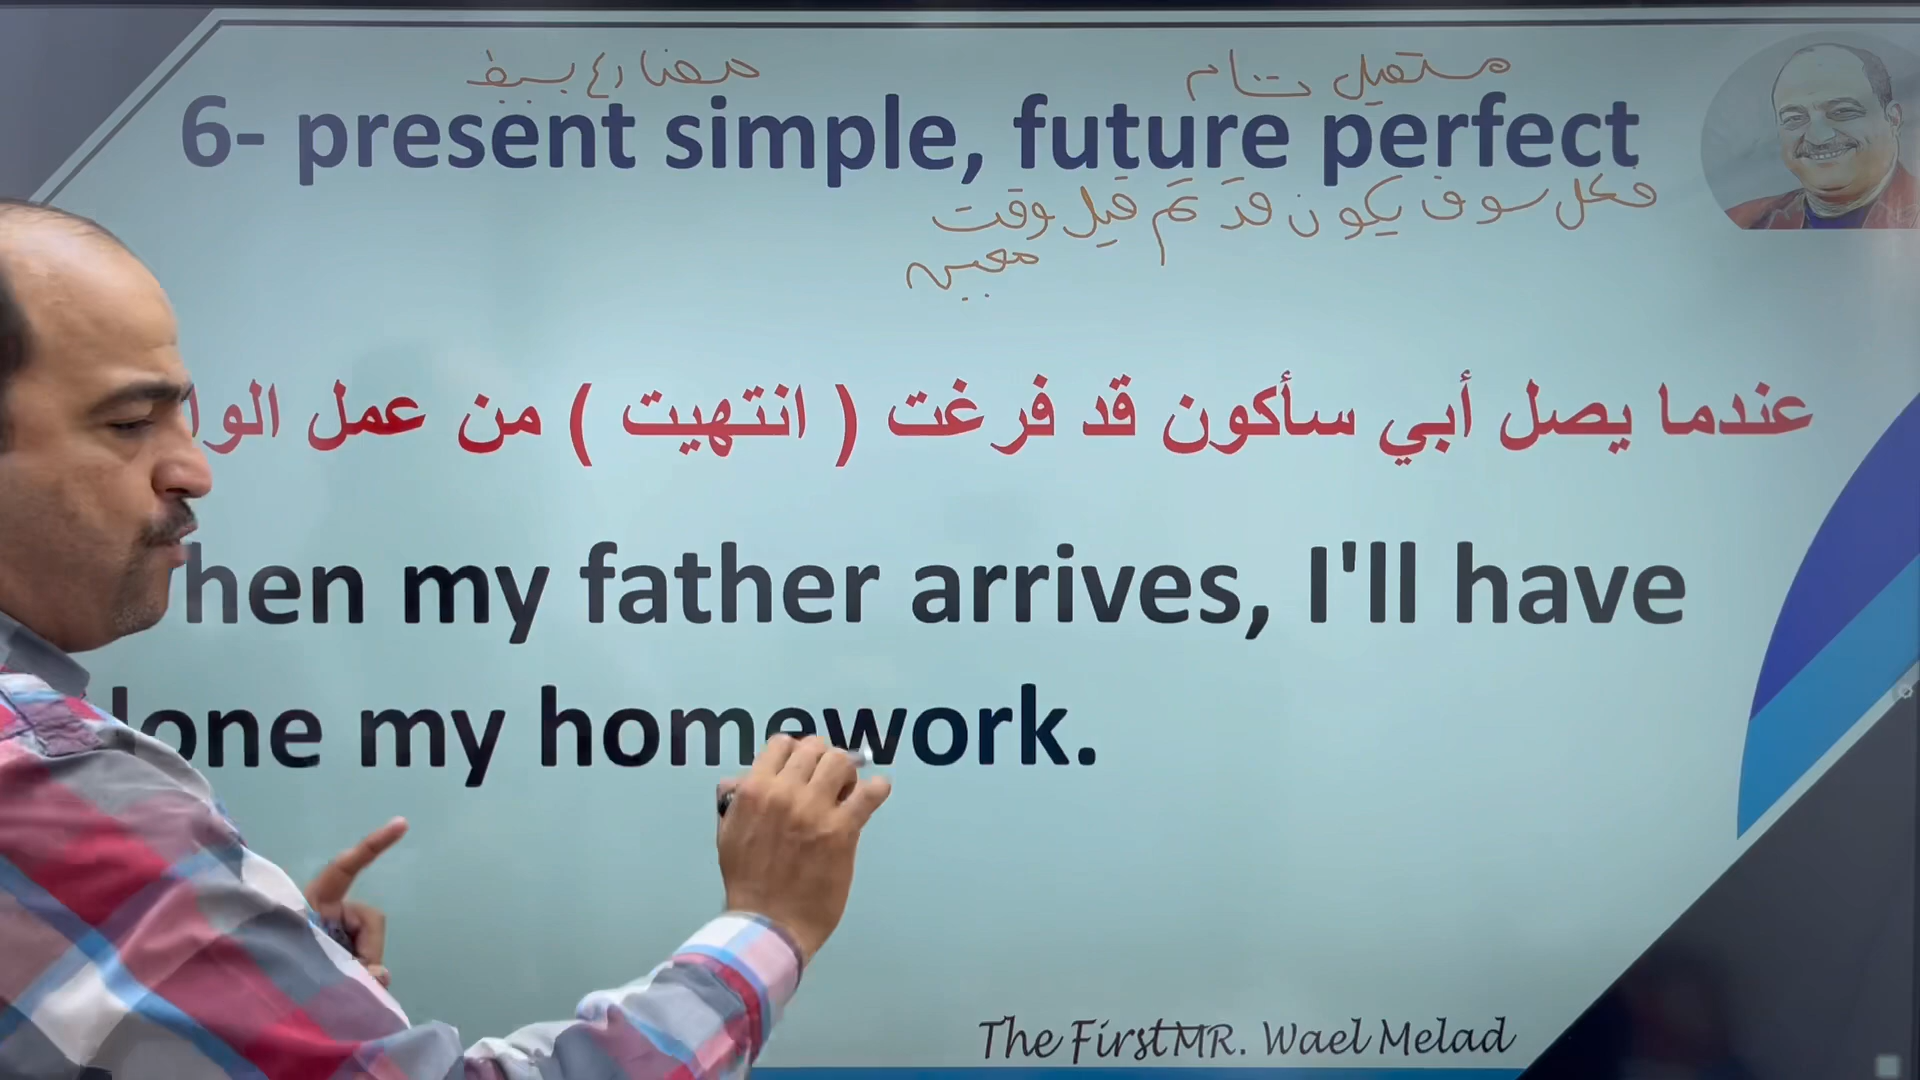 مضارع بسيط
مستقبل تام
6- present simple, future perfect
فعل سوف يكون قد تم قبل وقت
معين
عندما يصل أبي سأكون قد فرغت ( انتهيت ) من عمل
hen my father arrives, I'll have
one my homework.
The First MR. Wael Melad